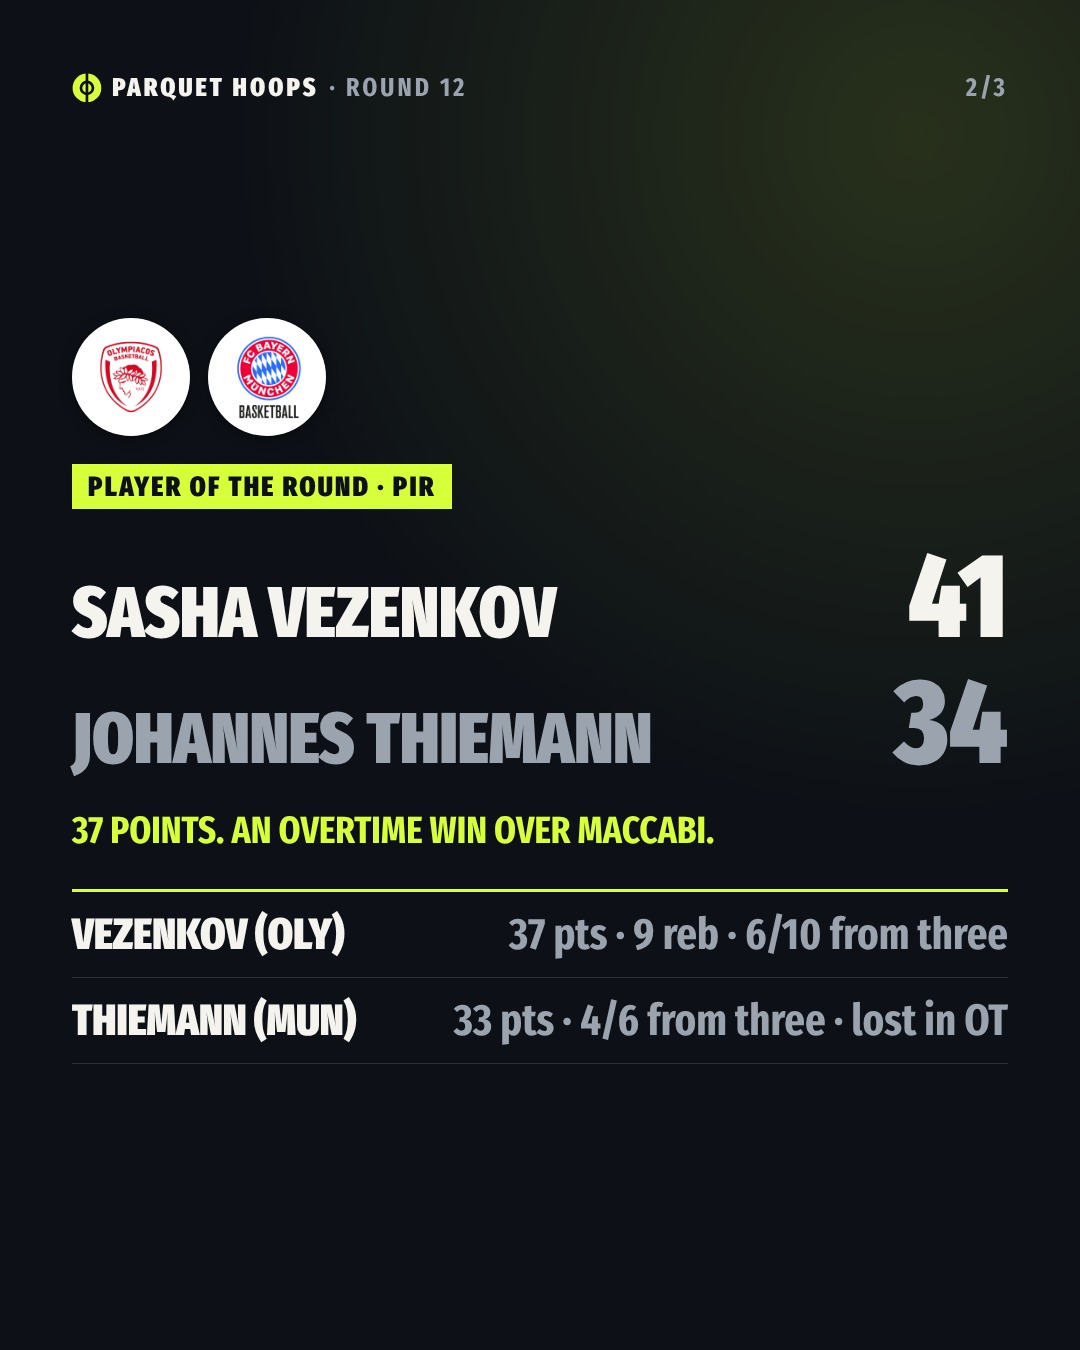 PARQUET HOOPS · ROUND 12
2/3
OLYMPIACOS
BASKETBALL
FC BAYERN
MÜNCHEN
BASKETBALL
PLAYER OF THE ROUND · PIR
SASHA VEZENKOV 41
JOHANNES THIEMANN 34
37 POINTS. AN OVERTIME WIN OVER MACCABI.
VEZENKOV (OLY) 37 pts · 9 reb · 6/10 from three
THIEMANN (MUN) 33 pts · 4/6 from three · lost in OT